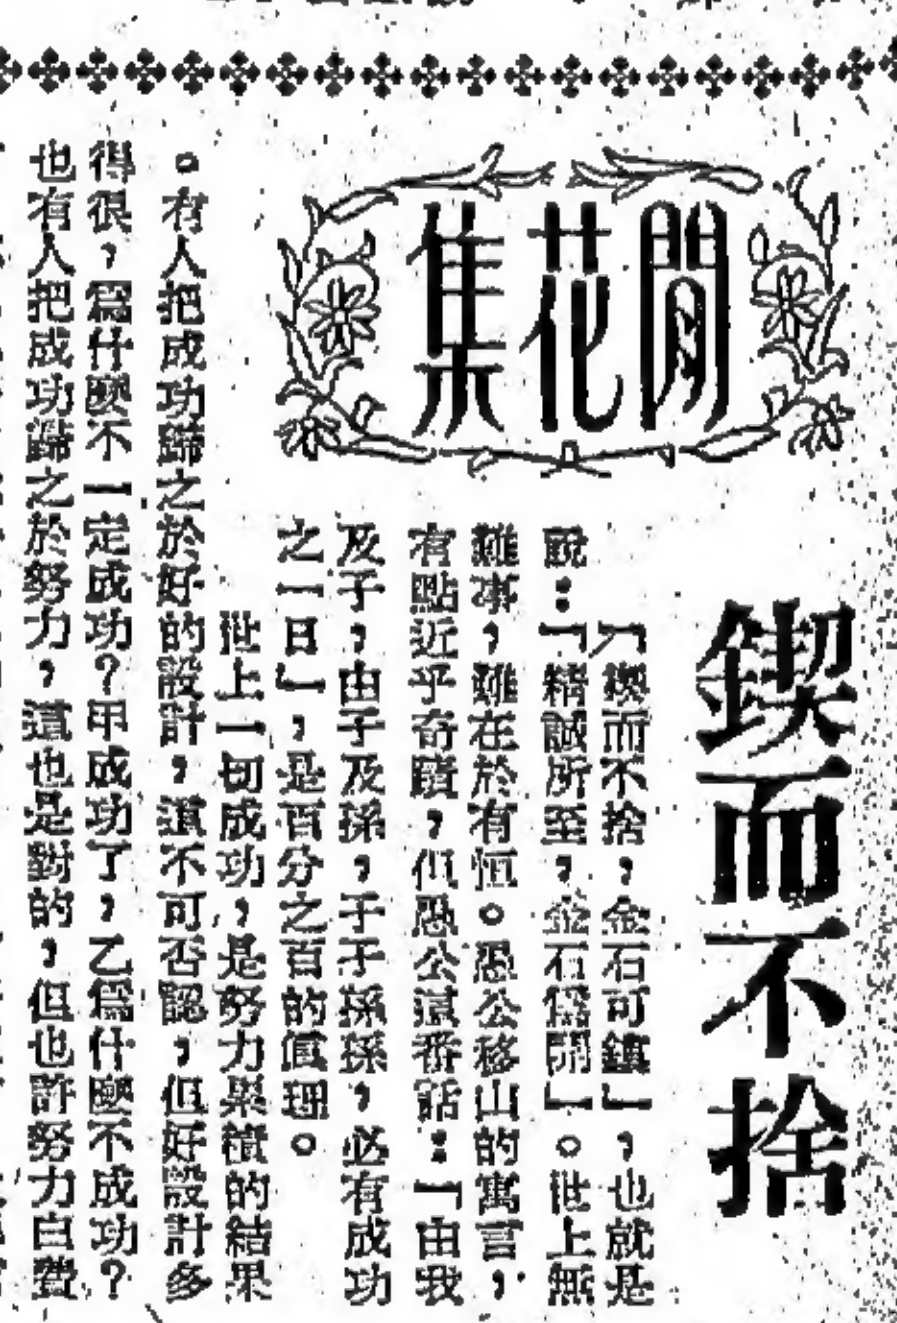 閒花集
鍥而不捨
「鍥而不捨，金石可鏤」，也就是
說：「精誠所至，金石為開」。世上無
難事，難在於有恒。愚公移山的寓言，
有點近乎奇蹟，但愚公這番話：「由我
及子，由子及孫，子子孫孫，必有成功
之一日」，是百分之百的眞理。
世上一切成功，是努力累積的結果
。有人把成功歸之於好的設計，這不可否認，但好設計多
得很，爲什麽不一定成功？甲成功了，乙爲什麽不成功？
也有人把成功歸之於努力，這也是對的，但也許努力白費